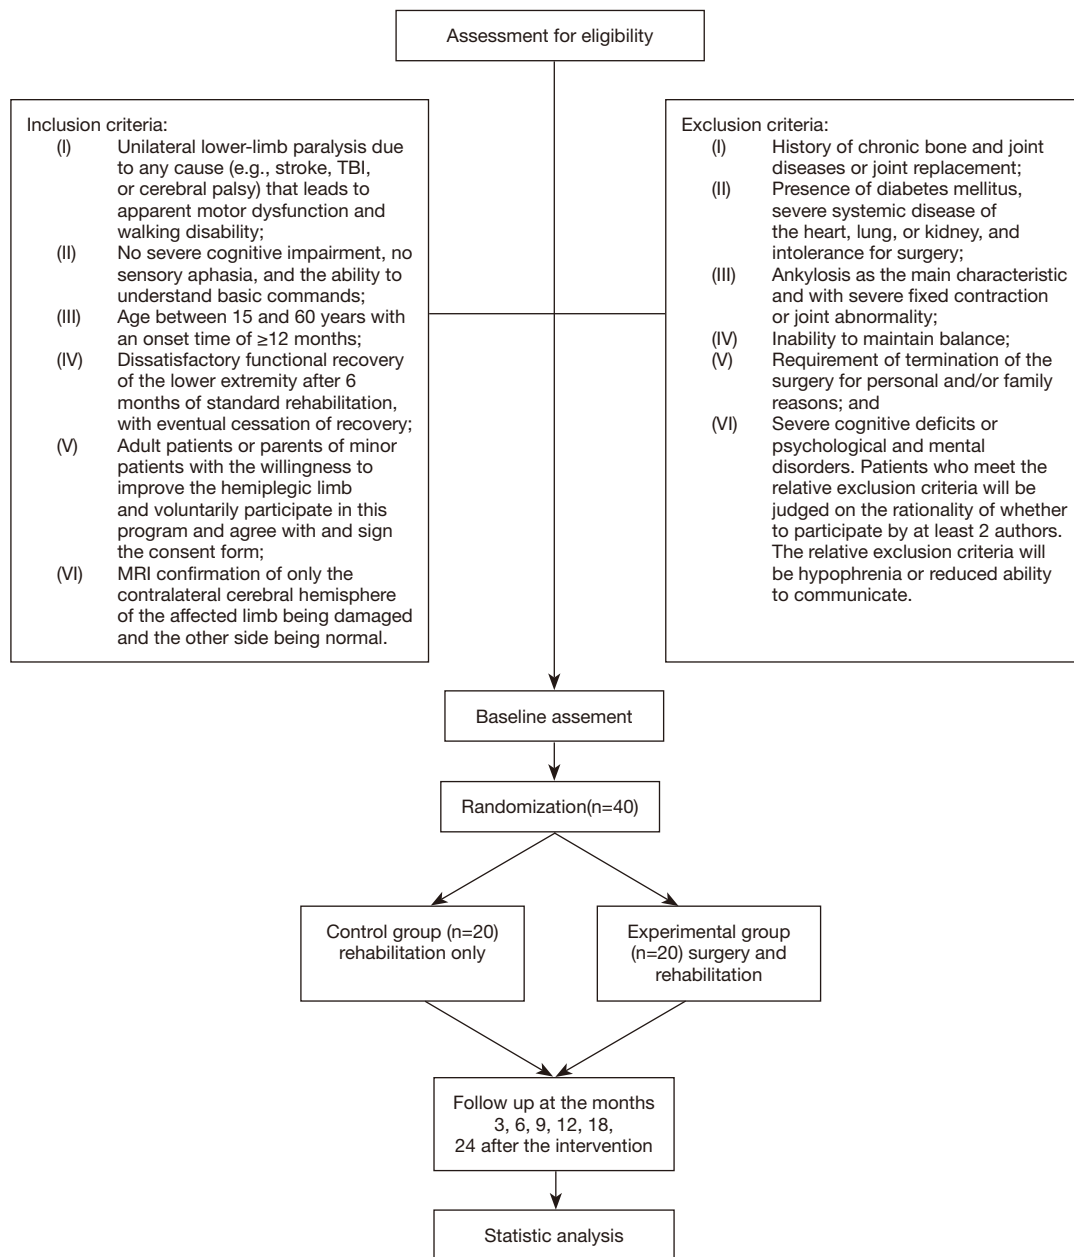 Assessment for eligibility
Inclusion criteria:
(I) Unilateral lower-limb paralysis due
to any cause (e.g., stroke, TBI,
or cerebral palsy) that leads to
apparent motor dysfunction and
walking disability;
(II) No severe cognitive impairment, no
sensory aphasia, and the ability to
understand basic commands;
(III) Age between 15 and 60 years with
an onset time of ≥12 months;
(IV) Dissatisfactory functional recovery
of the lower extremity after 6
months of standard rehabilitation,
with eventual cessation of recovery;
(V) Adult patients or parents of minor
patients with the willingness to
improve the hemiplegic limb
and voluntarily participate in this
program and agree with and sign
the consent form;
(VI) MRI confirmation of only the
contralateral cerebral hemisphere
of the affected limb being damaged
and the other side being normal.
Exclusion criteria:
(I) History of chronic bone and joint
diseases or joint replacement;
(II) Presence of diabetes mellitus,
severe systemic disease of
the heart, lung, or kidney, and
intolerance for surgery;
(III) Ankylosis as the main characteristic
and with severe fixed contraction
or joint abnormality;
(IV) Inability to maintain balance;
(V) Requirement of termination of the
surgery for personal and/or family
reasons; and
(VI) Severe cognitive deficits or
psychological and mental
disorders. Patients who meet the
relative exclusion criteria will be
judged on the rationality of whether
to participate by at least 2 authors.
The relative exclusion criteria will
be hypophrenia or reduced ability
to communicate.
Baseline assement
Randomization(n=40)
Control group (n=20)
rehabilitation only
Experimental group
(n=20) surgery and
rehabilitation
Follow up at the months
3, 6, 9, 12, 18,
24 after the intervention
Statistic analysis